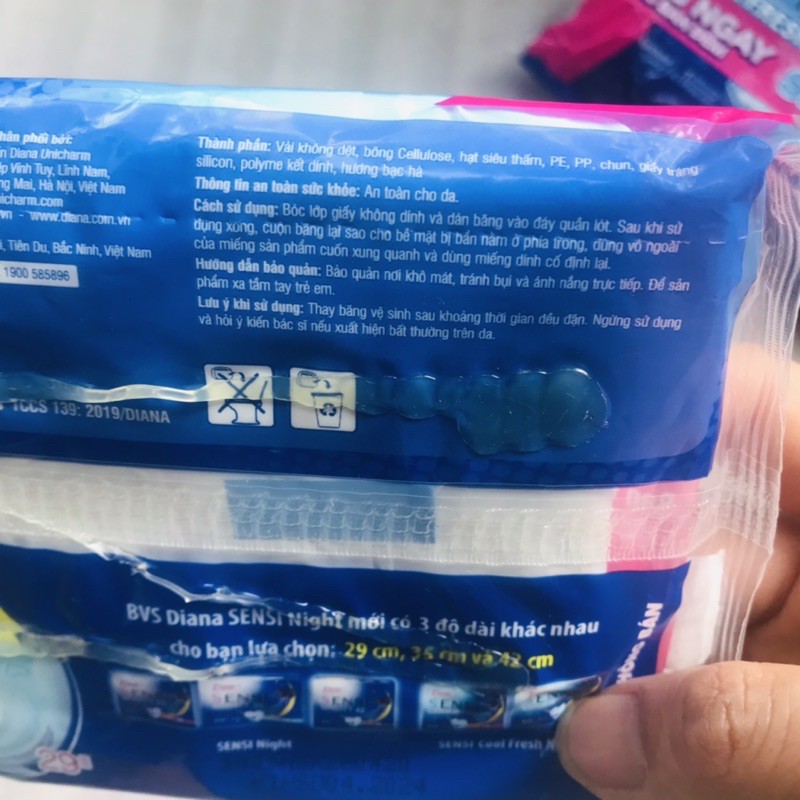 NGAY
hân phối bởi:
n Diana Unicharm
ệp Vĩnh Tuy, Lĩnh Nam,
ng Mai, Hà Nội, Việt Nam
nicharm.com
vn - www.diana.com.vn
i, Tiên Du, Bắc Ninh, Việt Nam
1900 585896
Thành phần: Vải không dệt, bông Cellulose, hạt siêu thấm, PE, PP, chun, giấy tráng
silicon, polyme kết dính, hương bạc hà
Thông tin an toàn sức khỏe: An toàn cho da.
Cách sử dụng: Bóc lớp giấy không dính và dán băng vào đáy quần lót. Sau khi sử
dụng xong, cuộn băng lại sao cho bề mặt bị bẩn nằm ở phía trong, dùng vỏ ngoài
của miếng sản phẩm cuốn xung quanh và dùng miếng dính cố định lại.
Hướng dẫn bảo quản: Bảo quản nơi khô mát, tránh bụi và ánh nắng trực tiếp. Để sản
phẩm xa tầm tay trẻ em.
Lưu ý khi sử dụng: Thay băng vệ sinh sau khoảng thời gian đều đặn. Ngừng sử dụng
và hỏi ý kiến bác sĩ nếu xuất hiện bất thường trên da.
TCCS 139: 2019/DIANA
BVS Diana SENSI Night mới có 3 độ dài khác nhau
cho bạn lựa chọn: 29 cm, 35 cm và 42 cm
SENSI Night
SENSI Cool Fresh
BÁN
29